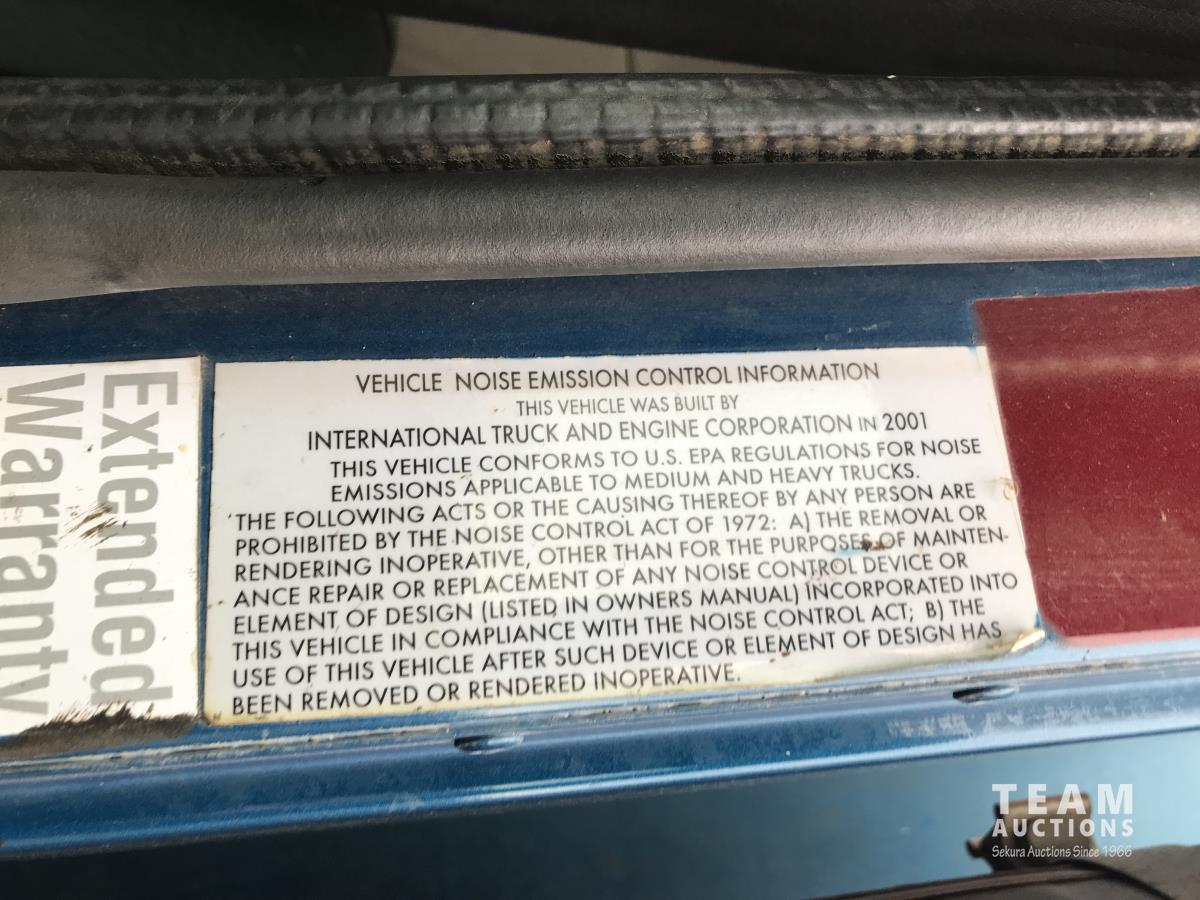 Extended
Warranty
VEHICLE NOISE EMISSION CONTROL INFORMATION
THIS VEHICLE WAS BUILT BY
INTERNATIONAL TRUCK AND ENGINE CORPORATION IN 2001
THIS VEHICLE CONFORMS TO U.S. EPA REGULATIONS FOR NOISE
EMISSIONS APPLICABLE TO MEDIUM AND HEAVY TRUCKS.
THE FOLLOWING ACTS OR THE CAUSING THEREOF BY ANY PERSON ARE
PROHIBITED BY THE NOISE CONTROL ACT OF 1972: A) THE REMOVAL OR
RENDERING INOPERATIVE, OTHER THAN FOR THE PURPOSES OF MAINTEN-
ANCE REPAIR OR REPLACEMENT OF ANY NOISE CONTROL DEVICE OR
ELEMENT OF DESIGN (LISTED IN OWNERS MANUAL) INCORPORATED INTO
THIS VEHICLE IN COMPLIANCE WITH THE NOISE CONTROL ACT; B) THE
USE OF THIS VEHICLE AFTER SUCH DEVICE OR ELEMENT OF DESIGN HAS
BEEN REMOVED OR RENDERED INOPERATIVE.
TEAM
AUCTIONS
Sekura Auctions Since 1966